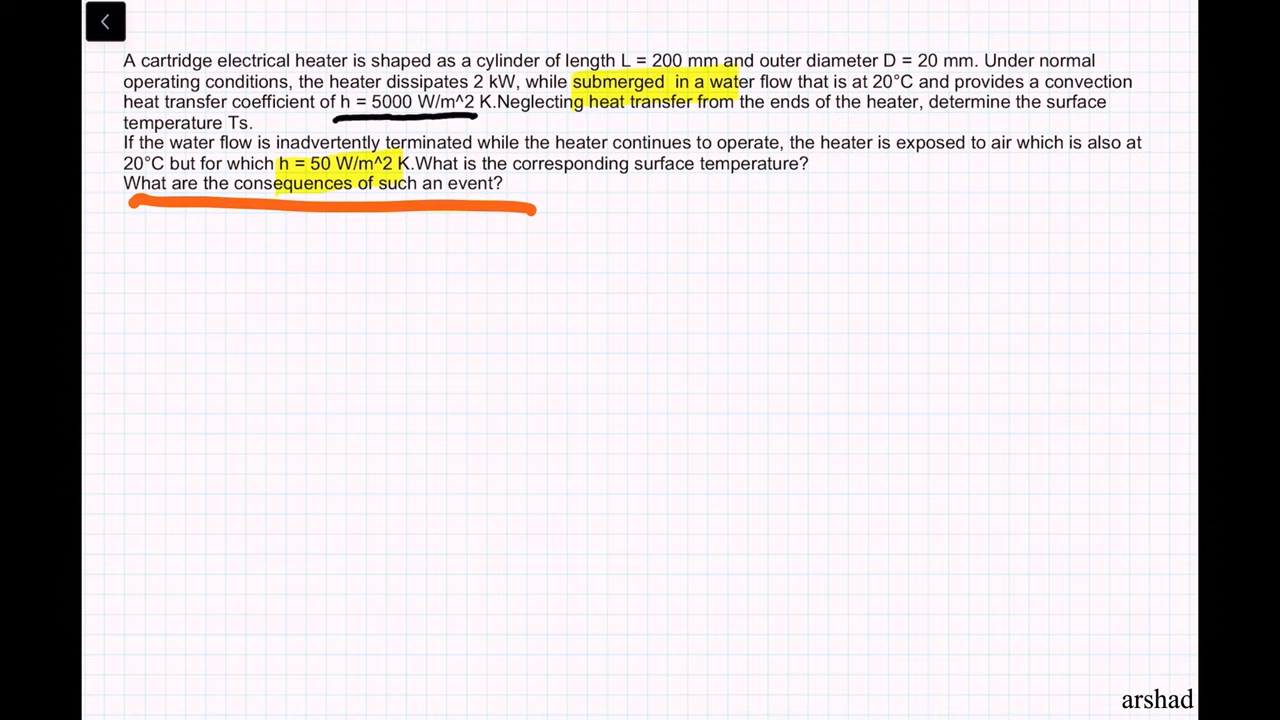 A cartridge electrical heater is shaped as a cylinder of length L = 200 mm and outer diameter D = 20 mm. Under normal
operating conditions, the heater dissipates 2 kW, while submerged  in a water flow that is at 20°C and provides a convection
heat transfer coefficient of h = 5000 W/m^2 K.Neglecting heat transfer from the ends of the heater, determine the surface
temperature Ts.
If the water flow is inadvertently terminated while the heater continues to operate, the heater is exposed to air which is also at
20°C but for which h = 50 W/m^2 K.What is the corresponding surface temperature?
What are the consequences of such an event?
arshad